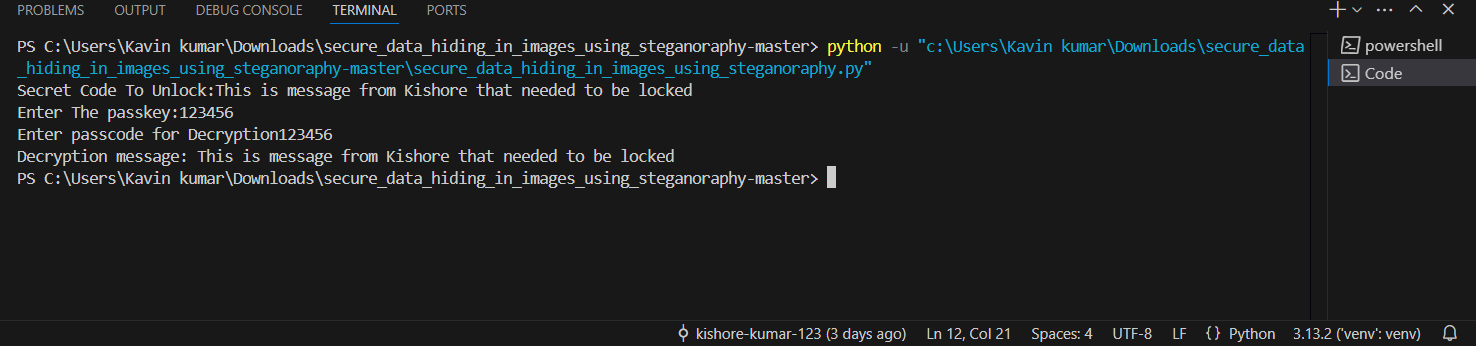 PROBLEMS OUTPUT DEBUG CONSOLE TERMINAL PORTS
PS C:\Users\Kavin kumar\Downloads\secure_data_hiding_in_images_using_steganoraphy-master> python -u "c:\Users\Kavin kumar\Downloads\secure_data
_hiding_in_images_using_steganoraphy-master\secure_data_hiding_in_images_using_steganoraphy.py"
Secret Code To Unlock:This is message from Kishore that needed to be locked
Enter The passkey:123456
Enter passcode for Decryption123456
Decryption message: This is message from Kishore that needed to be locked
PS C:\Users\Kavin kumar\Downloads\secure_data_hiding_in_images_using_steganoraphy-master>
powershell
Code
kishore-kumar-123 (3 days ago) Ln 12, Col 21 Spaces: 4 UTF-8 LF {} Python 3.13.2 ('venv': venv)